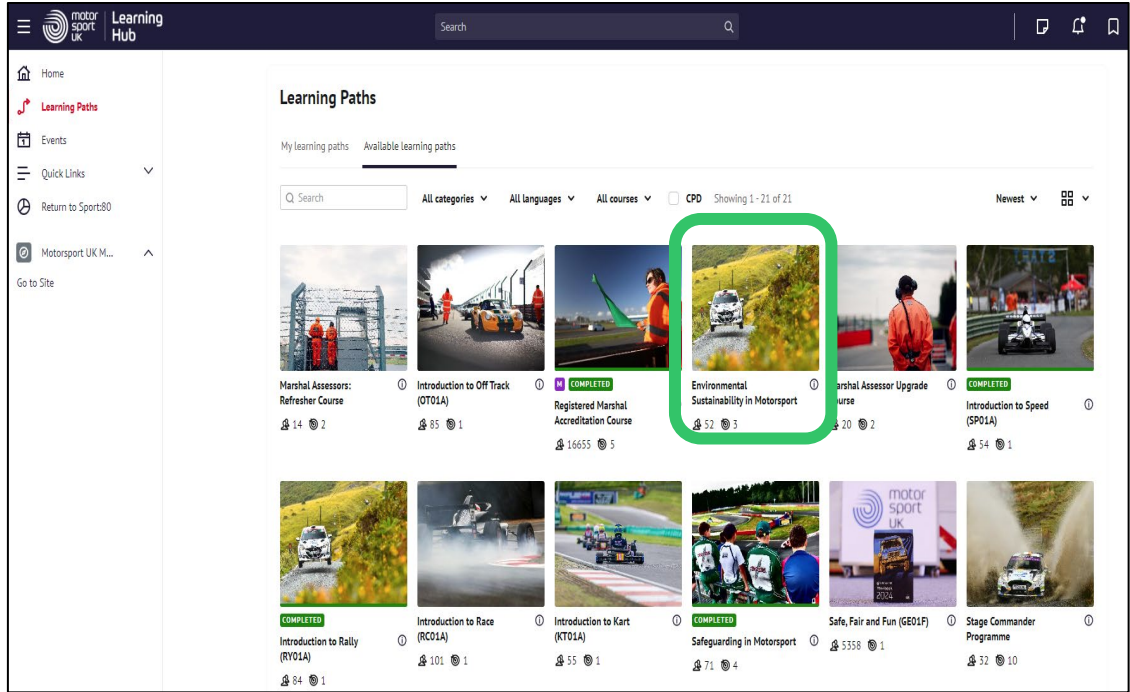 motor
sport
UK
Learning
Hub
Search
Home
Learning Paths
Events
Quick Links
Return to Sport:80
Motorsport UK M...
Go to Site
Learning Paths
My learning paths Available learning paths
Search All categories All languages All courses CPD Showing 1 - 21 of 21 Newest
Marshal Assessors:
Refresher Course
14 2
Introduction to Off Track
(OT01A)
85 1
M COMPLETED
Registered Marshal
Accreditation Course
16655 5
Environmental
Sustainability in Motorsport
52 3
Marshal Assessor Upgrade
20 2
COMPLETED
Introduction to Speed
(SP01A)
54 1
COMPLETED
Introduction to Rally
(RY01A)
84 1
Introduction to Race
(RC01A)
101 1
Introduction to Kart
(KT01A)
55 1
COMPLETED
Safeguarding in Motorsport
71 4
motor
sport
UK
2024
Safe, Fair and Fun (GE01F)
5358 1
Stage Commander
Programme
32 10